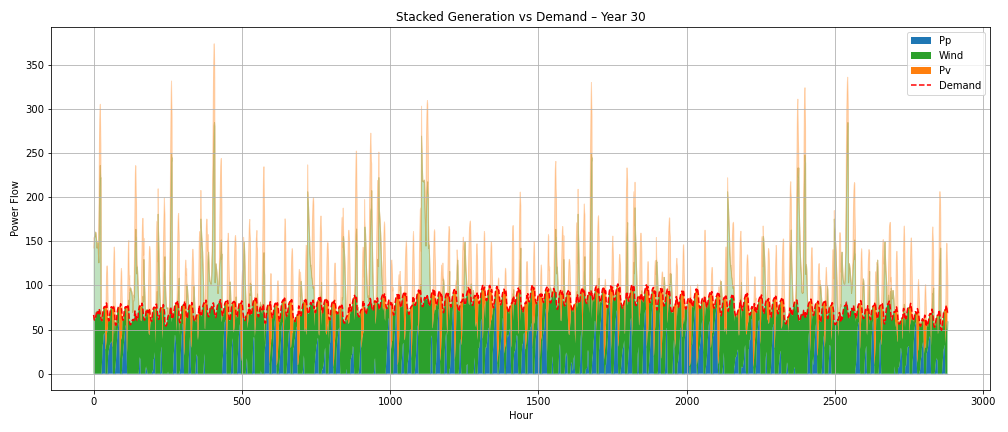 Stacked Generation vs Demand – Year 30
Pp
Wind
Pv
Demand
Power Flow
350
300
250
200
150
100
50
0
0 500 1000 1500 2000 2500 3000
Hour